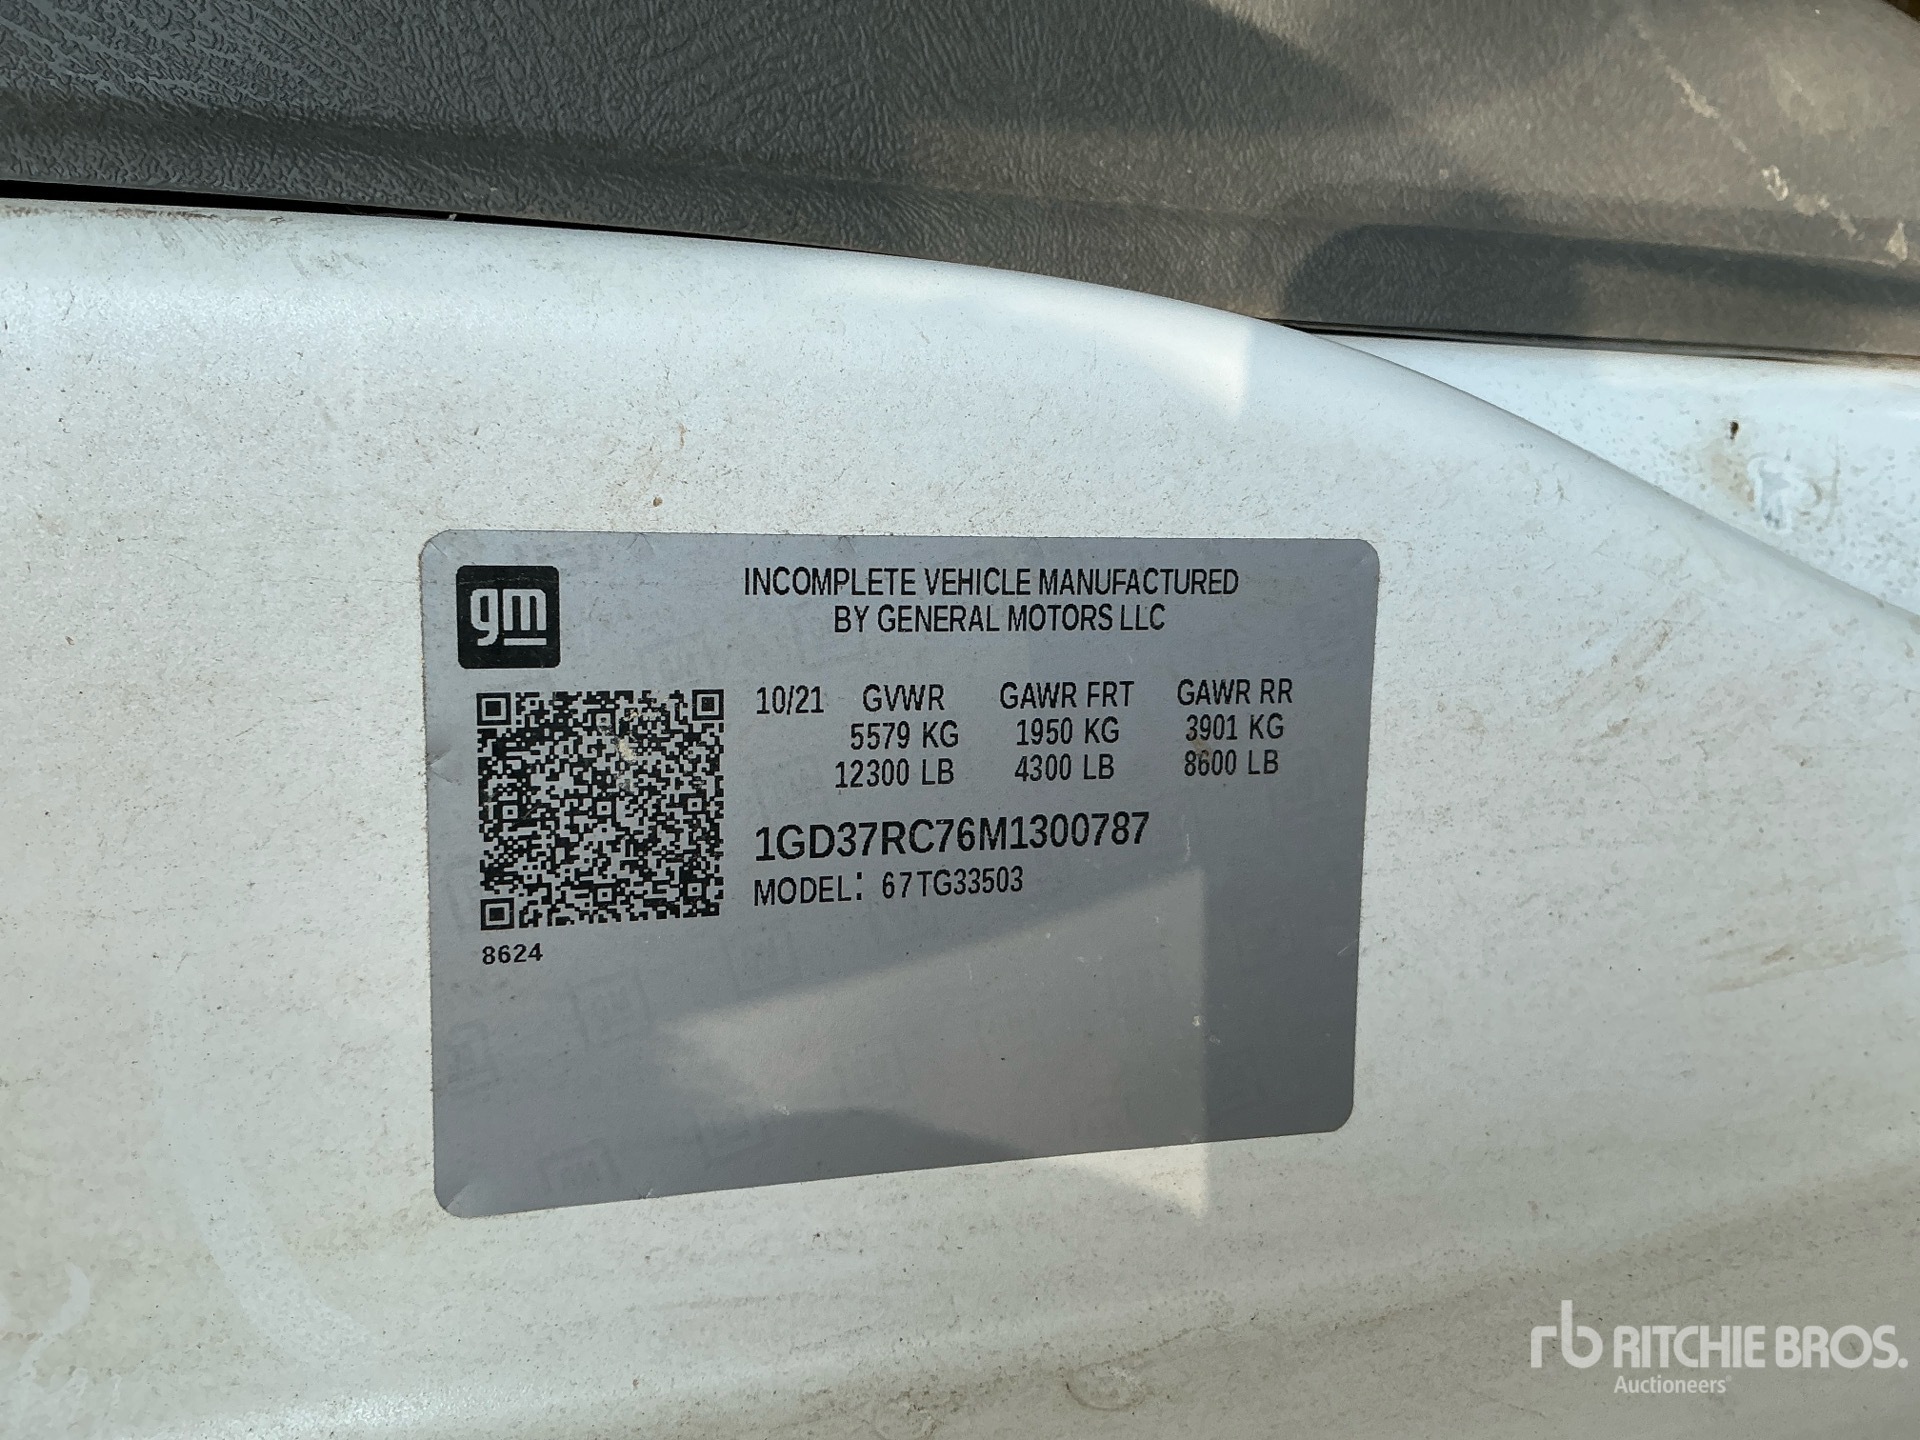 gm
INCOMPLETE VEHICLE MANUFACTURED
BY GENERAL MOTORS LLC
10/21 GVWR GAWR FRT GAWR RR
5579 KG 1950 KG 3901 KG
12300 LB 4300 LB 8600 LB
1GD37RC76M1300787
MODEL: 67TG33503
8624
rb RITCHIE BROS.
Auctioneers